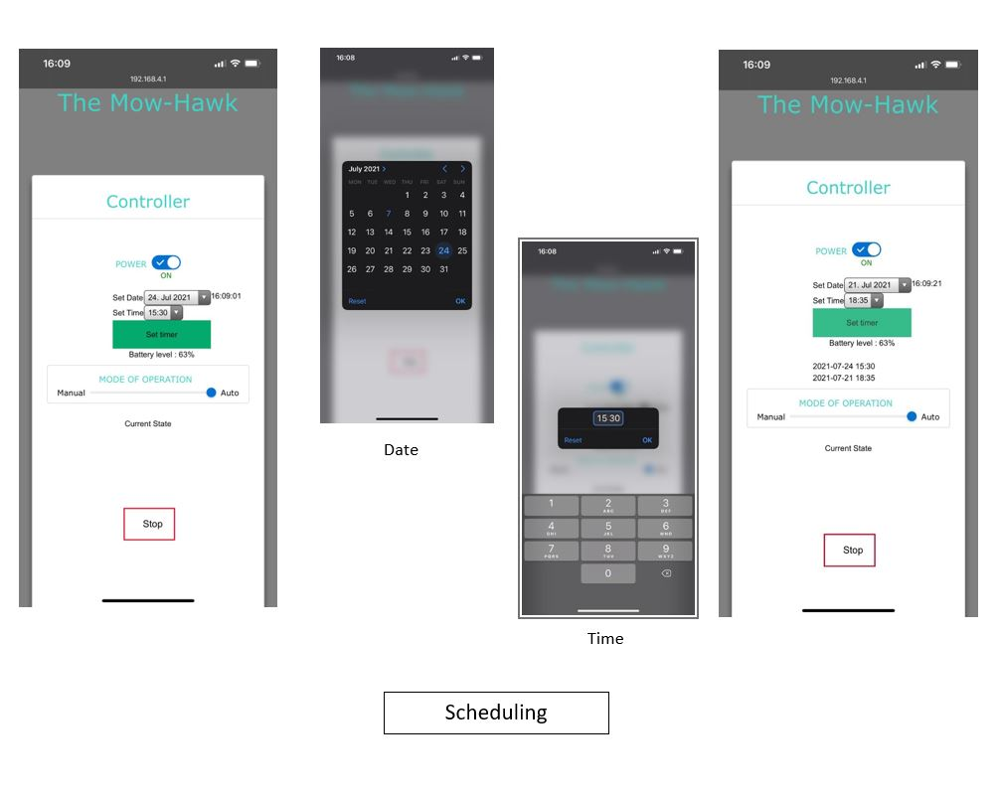 16:09
192.168.4.1
The Mow-Hawk
Controller
POWER
ON
Set Date 24. Jul 2021 16:09:01
Set Time 15:30
Set timer
Battery level : 63%
MODE OF OPERATION
Manual Auto
Current State
Stop
16:08
July 2021 >
MON TUE WED THU FRI SAT SUN
1 2 3 4
5 6 7 8 9 10 11
12 13 14 15 16 17 18
19 20 21 22 23 24 25
26 27 28 29 30 31
Reset OK
Date
16:08
15 30
Reset OK
1 2 3
ABC DEF
4 5 6
GHI JKL MNO
7 8 9
PQRS TUV WXYZ
0
Time
16:09
192.168.4.1
The Mow-Hawk
Controller
POWER
ON
Set Date 21. Jul 2021 16:09:21
Set Time 18:35
Set timer
Battery level : 63%
2021-07-24 15:30
2021-07-21 18:35
MODE OF OPERATION
Manual Auto
Current State
Stop
Scheduling